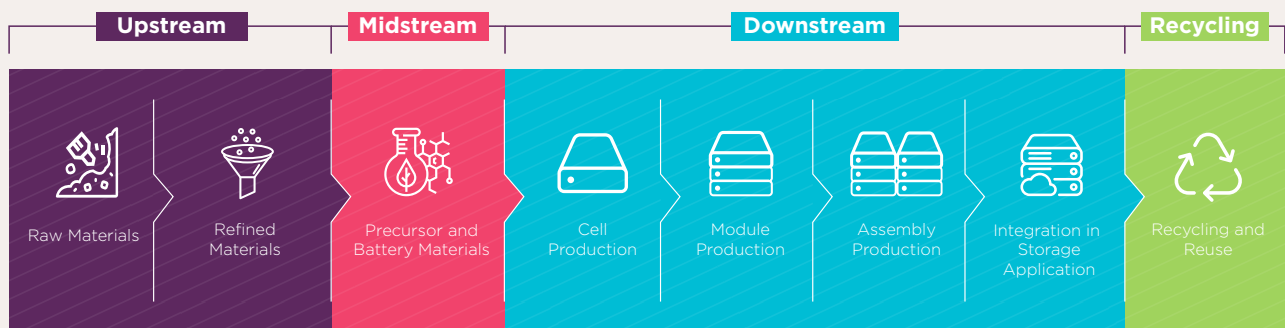 Upstream
Midstream
Downstream
Recycling
Raw Materials
Refined
Materials
Precursor and
Battery Materials
Cell
Production
Module
Production
Assembly
Production
Integration in
Storage
Application
Recycling and
Reuse